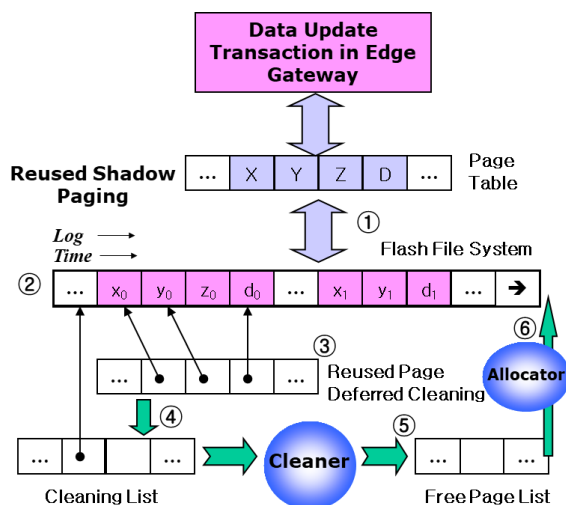 Data Update
Transaction in Edge
Gateway
Reused Shadow
Paging
... X Y Z D ...
Page
Table
①
Log
Time
Flash File System
②
... x₀ y₀ z₀ d₀ ... x₁ y₁ d₁ ... ➔
③
⑥
... ...
Reused Page
Deferred Cleaning
Allocator
④
⑤
... ...
Cleaner
... ...
Cleaning List
Free Page List